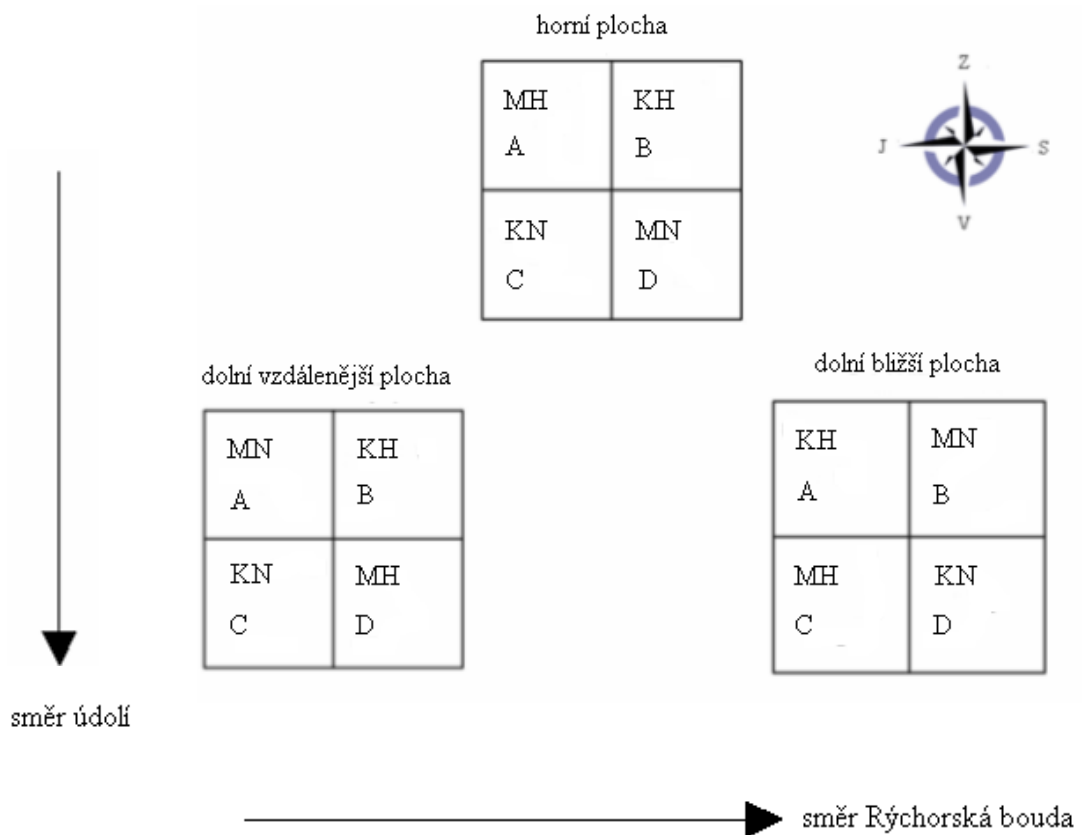 horní plocha
MH KH
A B
KN MN
C D
Z
J S
V
dolní vzdálenější plocha
MN KH
A B
KN MH
C D
dolní bližší plocha
KH MN
A B
MH KN
C D
směr údolí
směr Rýchorská bouda